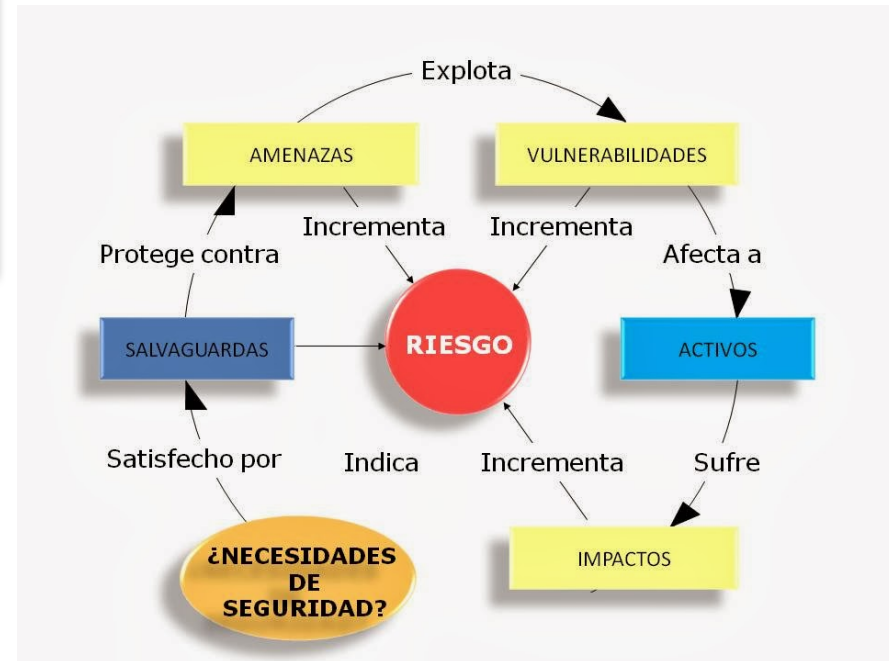 Explota
AMENAZAS
VULNERABILIDADES
Incrementa
Incrementa
Protege contra
Afecta a
SALVAGUARDAS
RIESGO
ACTIVOS
Satisfecho por
Indica
Incrementa
Sufre
¿NECESIDADES
DE
SEGURIDAD?
IMPACTOS